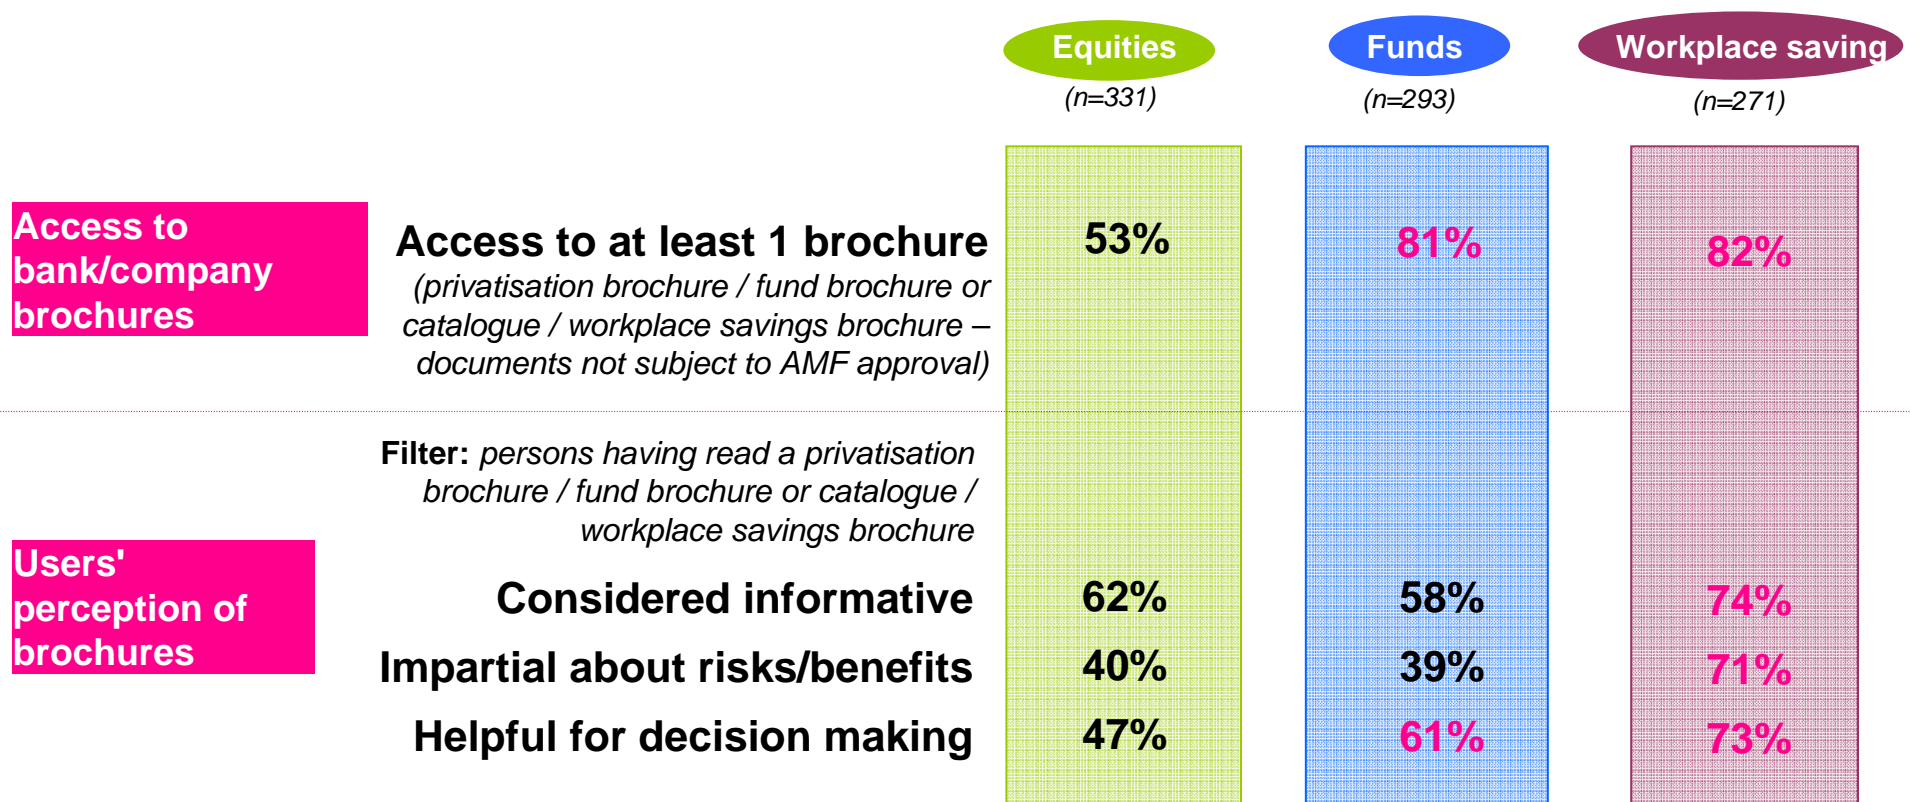 Equities
Funds
Workplace saving
(n=331)
(n=293)
(n=271)
Access to
bank/company
brochures
Access to at least 1 brochure
(privatisation brochure / fund brochure or
catalogue / workplace savings brochure –
documents not subject to AMF approval)
53%
81%
82%
Filter: persons having read a privatisation
brochure / fund brochure or catalogue /
workplace savings brochure
Users'
perception of
brochures
Considered informative
62%
58%
74%
Impartial about risks/benefits
40%
39%
71%
Helpful for decision making
47%
61%
73%